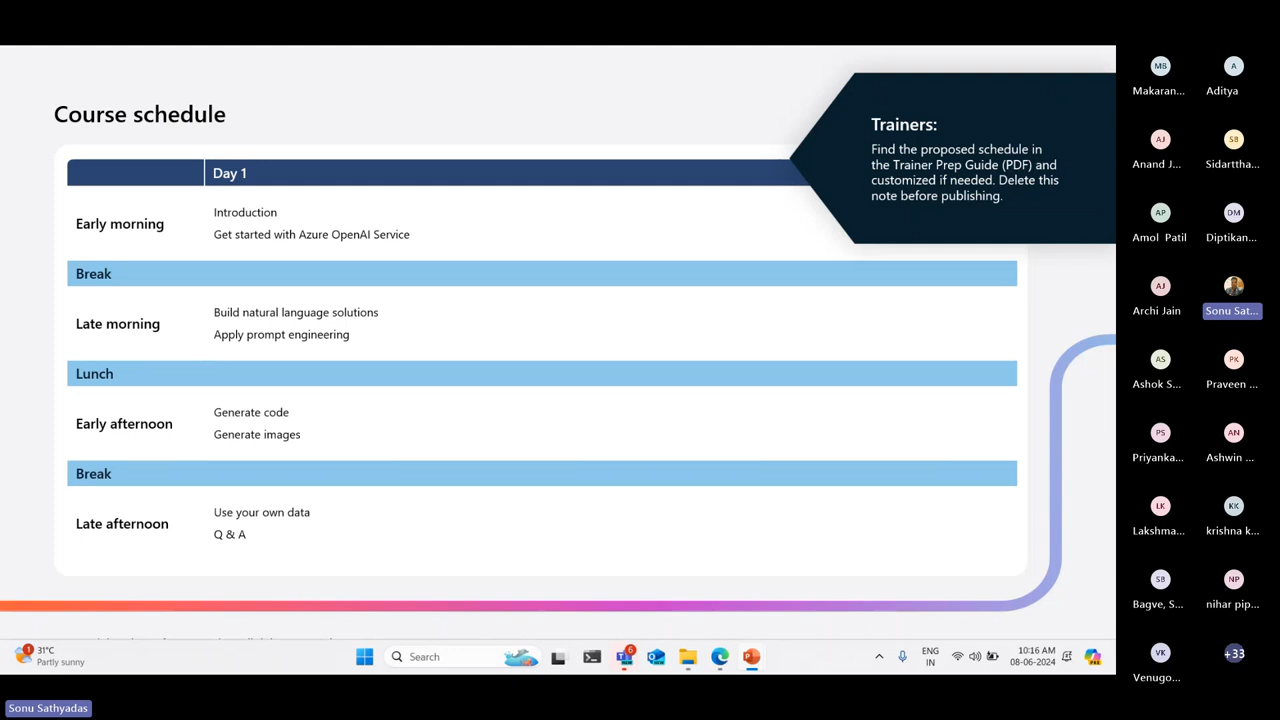 Course schedule
Trainers:
Find the proposed schedule in
the Trainer Prep Guide (PDF) and
customized if needed. Delete this
note before publishing.
Day 1
Early morning
Introduction
Get started with Azure OpenAI Service
Break
Late morning
Build natural language solutions
Apply prompt engineering
Lunch
Early afternoon
Generate code
Generate images
Break
Late afternoon
Use your own data
Q & A
MB
Makaran...
A
Aditya
AJ
Anand J...
SB
Sidarttha...
AP
Amol Patil
DM
Diptikan...
AJ
Archi Jain
Sonu Sat...
AS
Ashok S...
PK
Praveen ...
PS
Priyanka...
AN
Ashwin ...
LK
Lakshma...
KK
krishna k...
SB
Bagve, S...
NP
nihar pip...
VK
Venugo...
+33
1
31°C
Partly sunny
Search
6
ENG
IN
10:16 AM
08-06-2024
PRE
Sonu Sathyadas